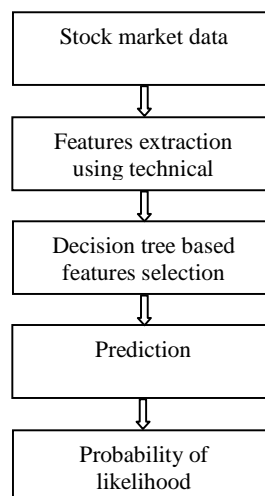 Stock market data
Features extraction
using technical
Decision tree based
features selection
Prediction
Probability of
likelihood